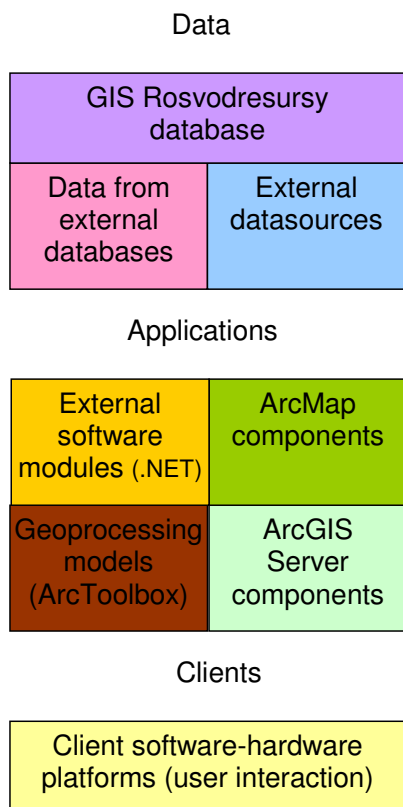 Data
GIS Rosvodresursy
database
Data from
external
databases
External
datasources
Applications
External
software
modules (.NET)
ArcMap
components
Geoprocessing
models
(ArcToolbox)
ArcGIS
Server
components
Clients
Client software-hardware
platforms (user interaction)